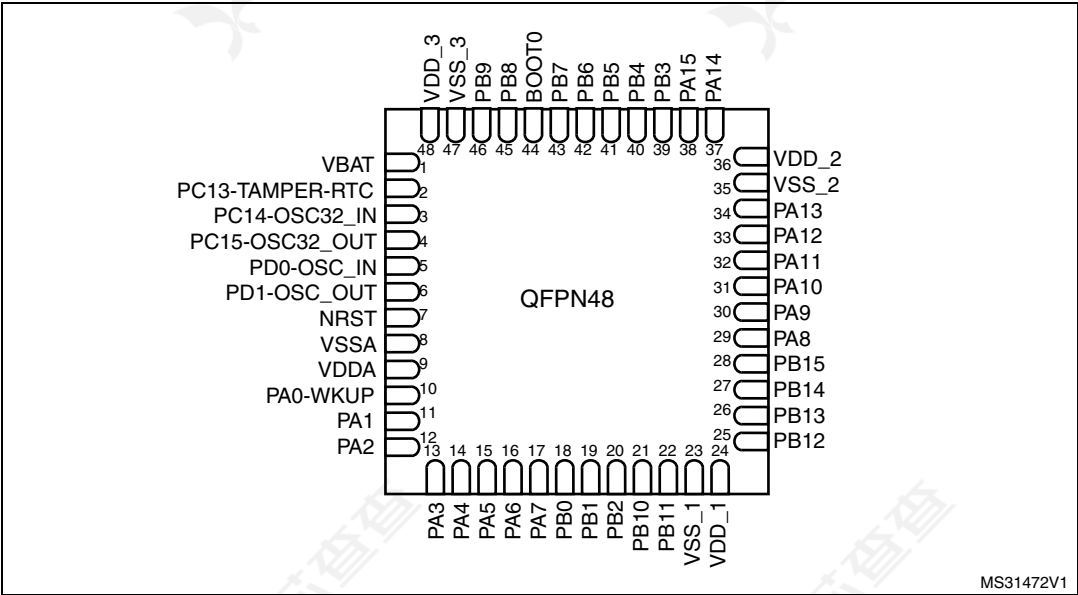 VDD_3
VSS_3
PB9
PB8
BOOT0
PB7
PB6
PB5
PB4
PB3
PA15
PA14
48 47 46 45 44 43 42 41 40 39 38 37
VBAT 1
PC13-TAMPER-RTC 2
PC14-OSC32_IN 3
PC15-OSC32_OUT 4
PD0-OSC_IN 5
PD1-OSC_OUT 6
NRST 7
VSSA 8
VDDA 9
PA0-WKUP 10
PA1 11
PA2 12
QFPN48
36 VDD_2
35 VSS_2
34 PA13
33 PA12
32 PA11
31 PA10
30 PA9
29 PA8
28 PB15
27 PB14
26 PB13
25 PB12
13 14 15 16 17 18 19 20 21 22 23 24
PA3
PA4
PA5
PA6
PA7
PB0
PB1
PB2
PB10
PB11
VSS_1
VDD_1
MS31472V1